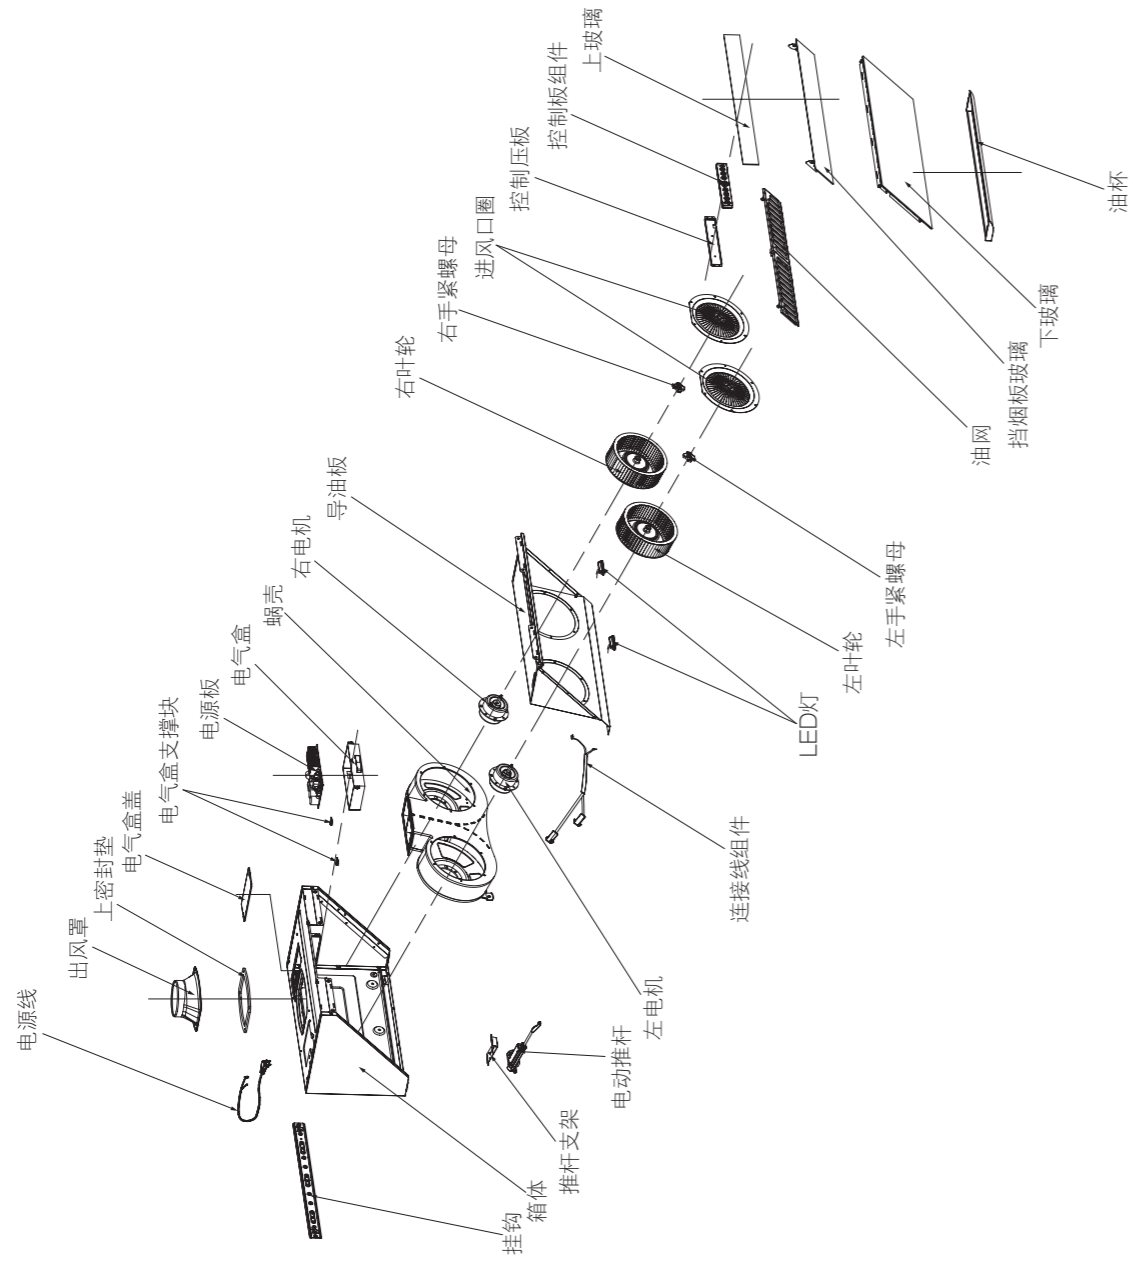 电源线
出风罩
上密封垫
电气盒盖
电气盒支撑块
电源板
电气盒
蜗壳
右电机
导油板
右叶轮
右手紧螺母
进风口圈
控制压板
控制板组件
上玻璃
挂钩
箱体
推杆支架
电动推杆
左电机
连接线组件
LED灯
左叶轮
左手紧螺母
油网
挡烟板玻璃
下玻璃
油杯